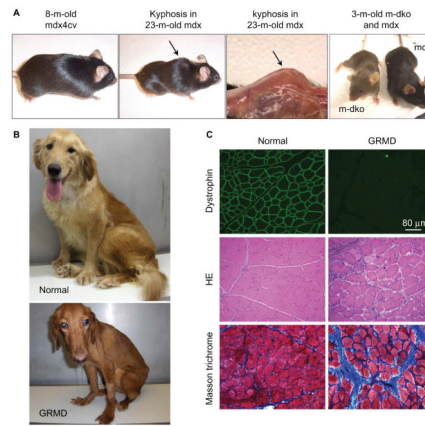 A
8-m-old
mdx4cv
Kyphosis in
23-m-old mdx
kyphosis in
23-m-old mdx
3-m-old m-dko
and mdx
m-dko
B
Normal
GRMD
C
Normal
GRMD
Dystrophin
80 μm
HE
Masson trichrome